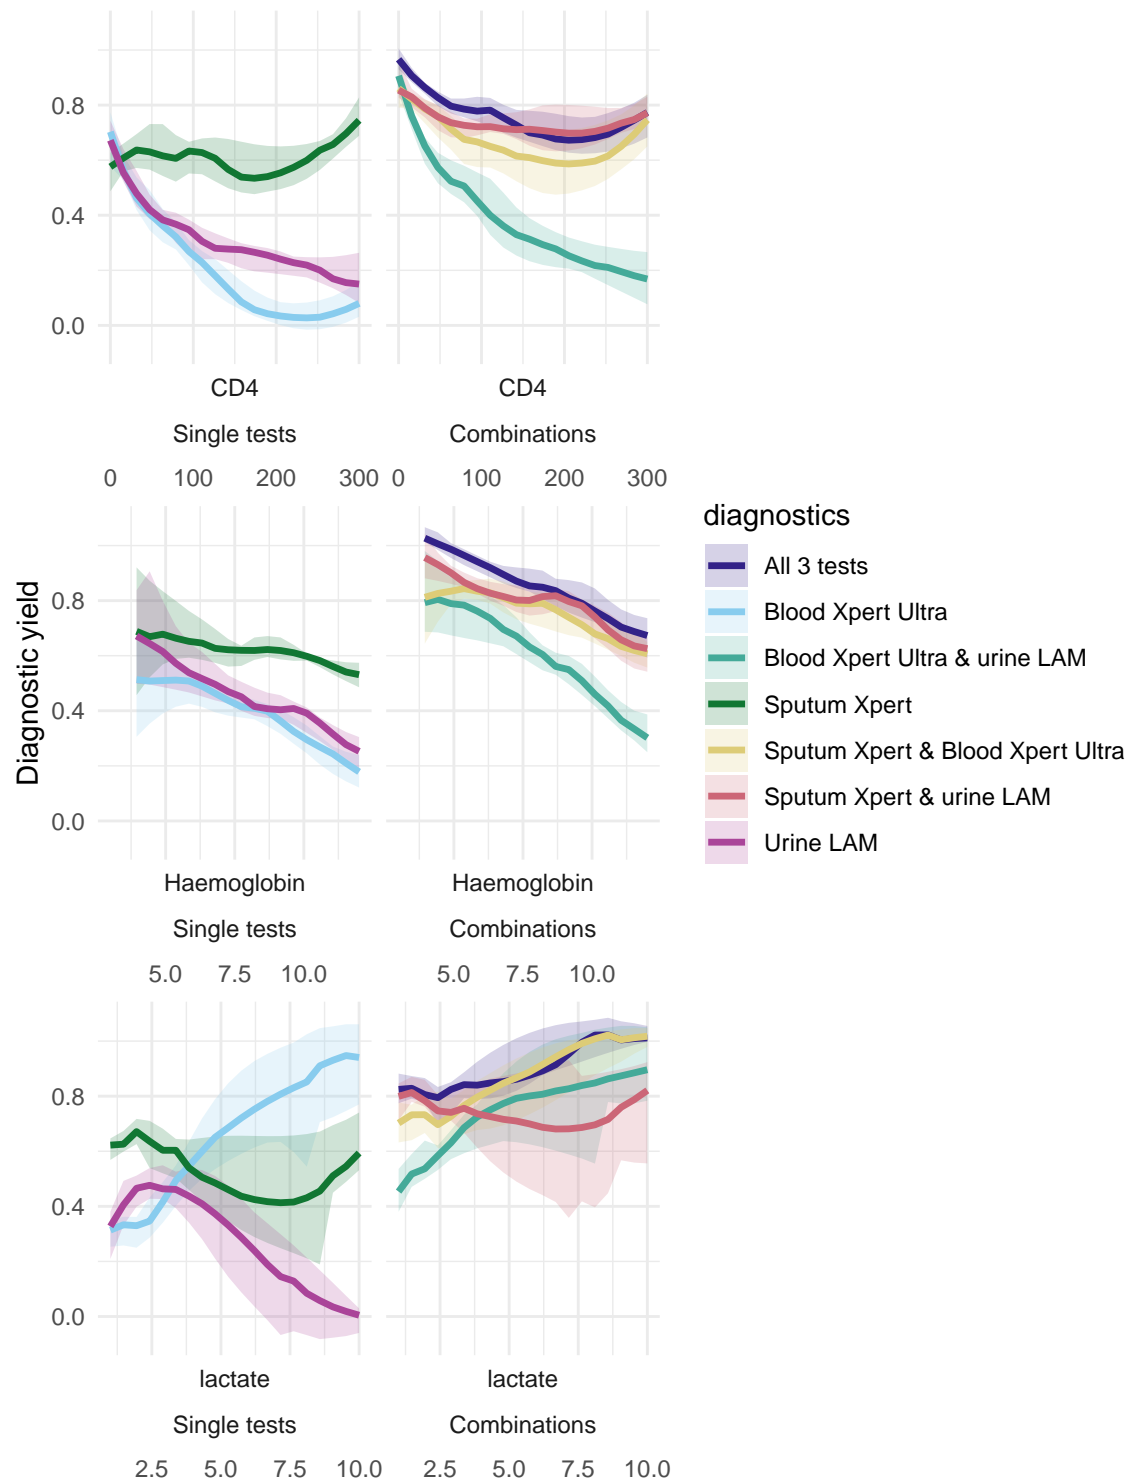 Diagnostic yield
0.8
0.4
0.0
CD4 CD4
Single tests Combinations
0 100 200 300 0 100 200 300
0.8
0.4
0.0
Haemoglobin Haemoglobin
Single tests Combinations
5.0 7.5 10.0 5.0 7.5 10.0
0.8
0.4
0.0
lactate lactate
Single tests Combinations
2.5 5.0 7.5 10.0 2.5 5.0 7.5 10.0
diagnostics
All 3 tests
Blood Xpert Ultra
Blood Xpert Ultra & urine LAM
Sputum Xpert
Sputum Xpert & Blood Xpert Ultra
Sputum Xpert & urine LAM
Urine LAM